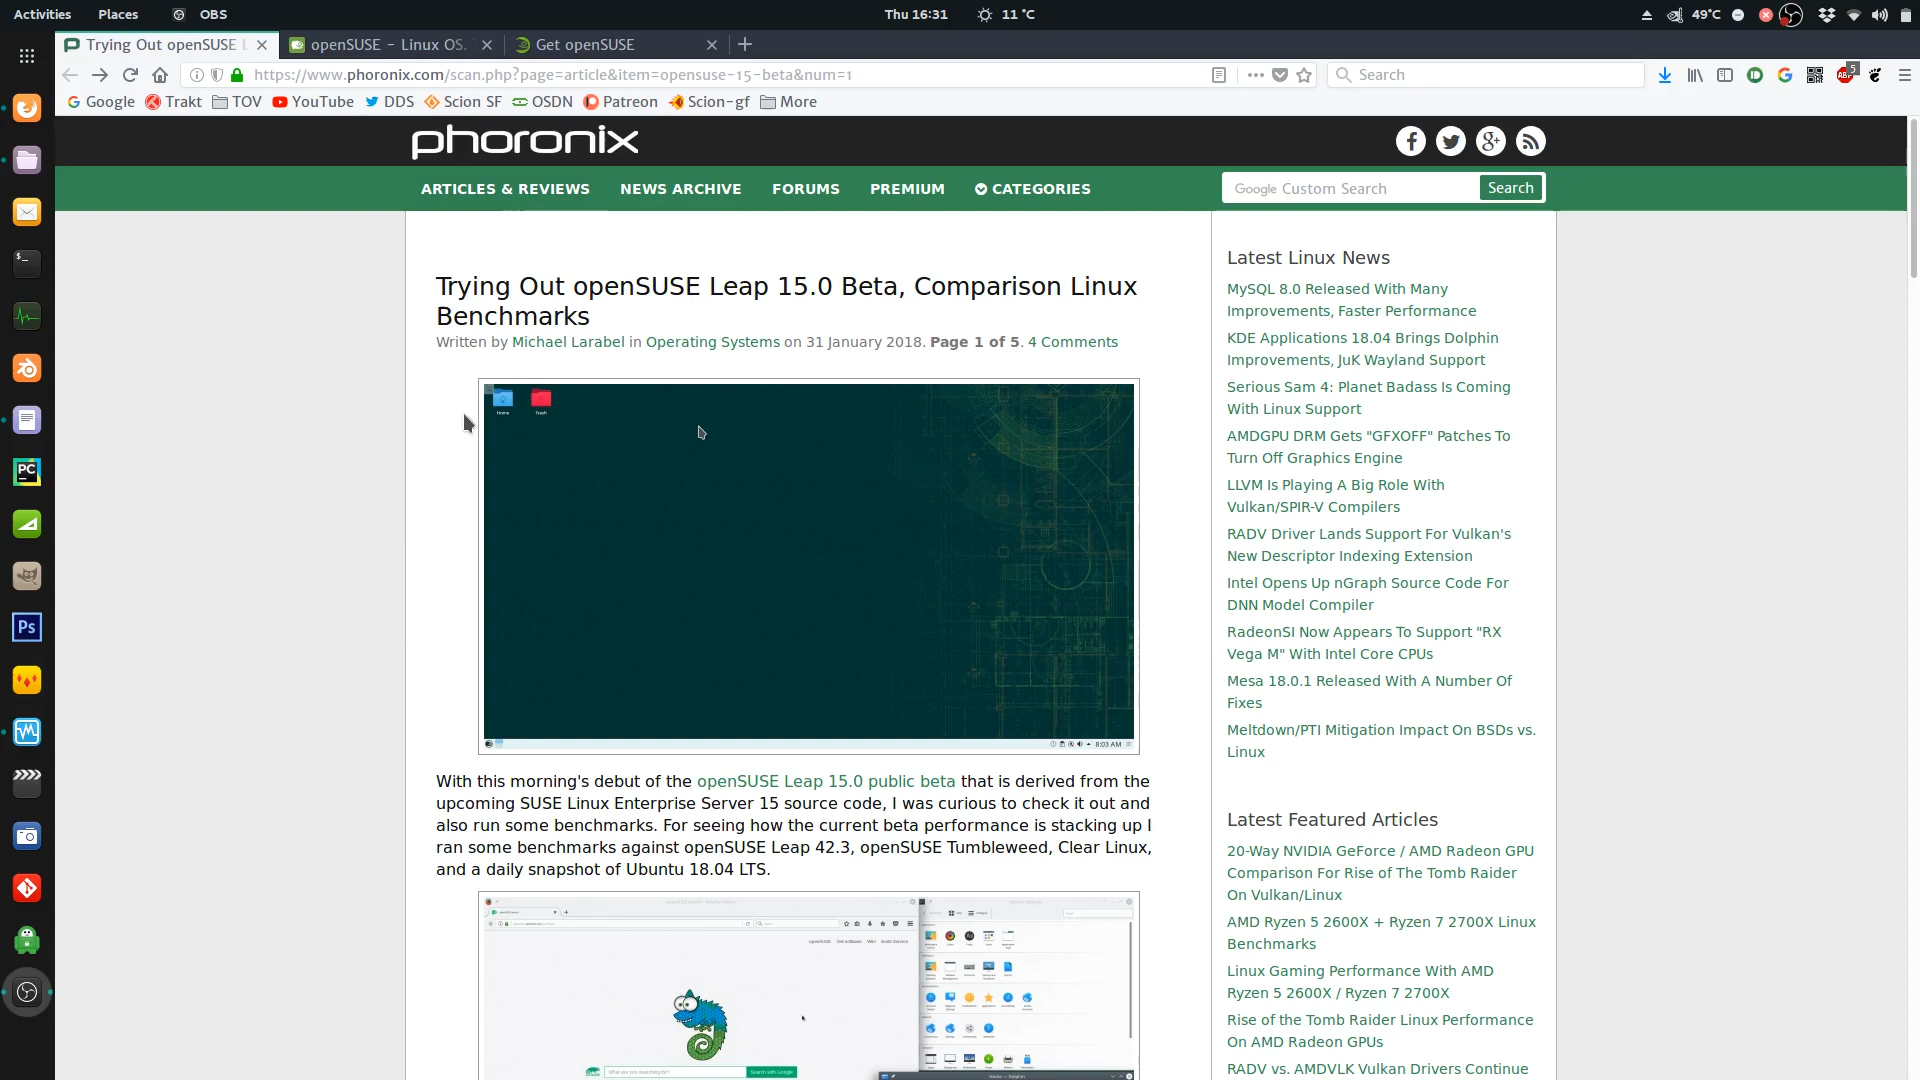 Activities Places OBS Thu 16:31 11 °C 49°C
Trying Out openSUSE L openSUSE - Linux OS. Get openSUSE
https://www.phoronix.com/scan.php?page=article&item=opensuse-15-beta&num=1 Search 5
Google Trakt TOV YouTube DDS Scion SF OSDN Patreon Scion-gf More
phoronix
ARTICLES & REVIEWS NEWS ARCHIVE FORUMS PREMIUM CATEGORIES Google Custom Search Search
Trying Out openSUSE Leap 15.0 Beta, Comparison Linux
Benchmarks
Written by Michael Larabel in Operating Systems on 31 January 2018. Page 1 of 5. 4 Comments
Home Trash
8:03 AM
With this morning's debut of the openSUSE Leap 15.0 public beta that is derived from the
upcoming SUSE Linux Enterprise Server 15 source code, I was curious to check it out and
also run some benchmarks. For seeing how the current beta performance is stacking up I
ran some benchmarks against openSUSE Leap 42.3, openSUSE Tumbleweed, Clear Linux,
and a daily snapshot of Ubuntu 18.04 LTS.
What are you searching for? Search with Google
Latest Linux News
MySQL 8.0 Released With Many
Improvements, Faster Performance
KDE Applications 18.04 Brings Dolphin
Improvements, JuK Wayland Support
Serious Sam 4: Planet Badass Is Coming
With Linux Support
AMDGPU DRM Gets "GFXOFF" Patches To
Turn Off Graphics Engine
LLVM Is Playing A Big Role With
Vulkan/SPIR-V Compilers
RADV Driver Lands Support For Vulkan's
New Descriptor Indexing Extension
Intel Opens Up nGraph Source Code For
DNN Model Compiler
RadeonSI Now Appears To Support "RX
Vega M" With Intel Core CPUs
Mesa 18.0.1 Released With A Number Of
Fixes
Meltdown/PTI Mitigation Impact On BSDs vs.
Linux
Latest Featured Articles
20-Way NVIDIA GeForce / AMD Radeon GPU
Comparison For Rise of The Tomb Raider
On Vulkan/Linux
AMD Ryzen 5 2600X + Ryzen 7 2700X Linux
Benchmarks
Linux Gaming Performance With AMD
Ryzen 5 2600X / Ryzen 7 2700X
Rise of the Tomb Raider Linux Performance
On AMD Radeon GPUs
RADV vs. AMDVLK Vulkan Drivers Continue